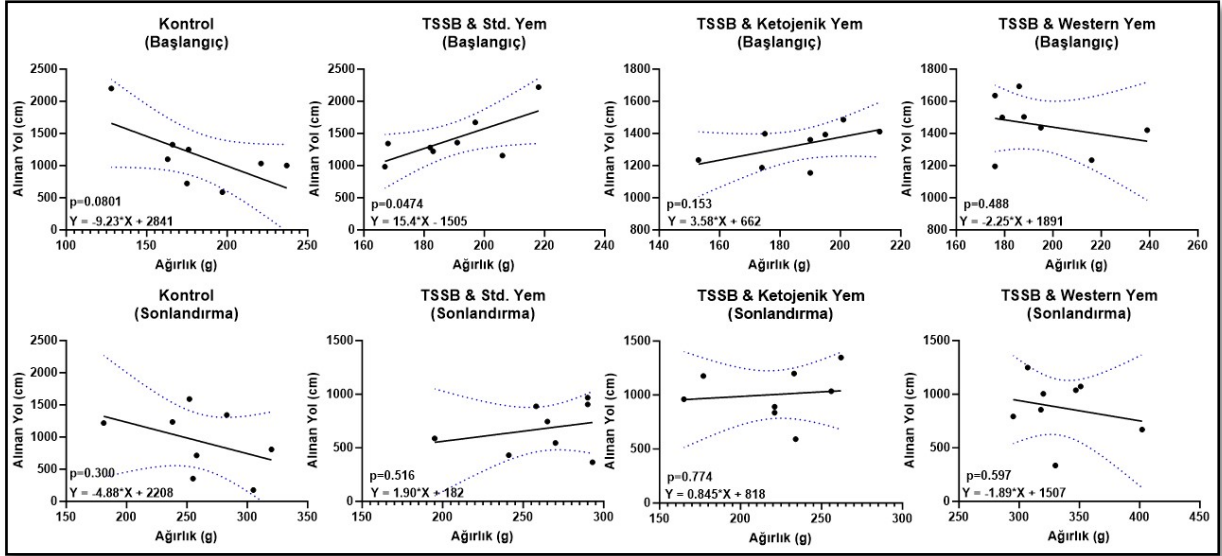 Kontrol
(Başlangıç)
Alınan Yol (cm)
2500
2000
1500
1000
500
0
p=0.0801
Y = -9.23*X + 2841
100 150 200 250
Ağırlık (g)
TSSB & Std. Yem
(Başlangıç)
Alınan Yol (cm)
2500
2000
1500
1000
500
0
p=0.0474
Y = 15.4*X - 1505
160 180 200 220 240
Ağırlık (g)
TSSB & Ketojenik Yem
(Başlangıç)
Alınan Yol (cm)
1800
1600
1400
1200
1000
800
p=0.153
Y = 3.58*X + 662
140 160 180 200 220
Ağırlık (g)
TSSB & Western Yem
(Başlangıç)
Alınan Yol (cm)
1800
1600
1400
1200
1000
800
p=0.488
Y = -2.25*X + 1891
160 180 200 220 240 260
Ağırlık (g)
Kontrol
(Sonlandırma)
Alınan Yol (cm)
2500
2000
1500
1000
500
0
p=0.300
Y = -4.88*X + 2208
150 200 250 300 350
Ağırlık (g)
TSSB & Std. Yem
(Sonlandırma)
Alınan Yol (cm)
1500
1000
500
0
p=0.516
Y = 1.90*X + 182
150 200 250 300
Ağırlık (g)
TSSB & Ketojenik Yem
(Sonlandırma)
Alınan Yol (cm)
1500
1000
500
0
p=0.774
Y = 0.845*X + 818
150 200 250 300
Ağırlık (g)
TSSB & Western Yem
(Sonlandırma)
Alınan Yol (cm)
1500
1000
500
0
p=0.597
Y = -1.89*X + 1507
250 300 350 400 450
Ağırlık (g)